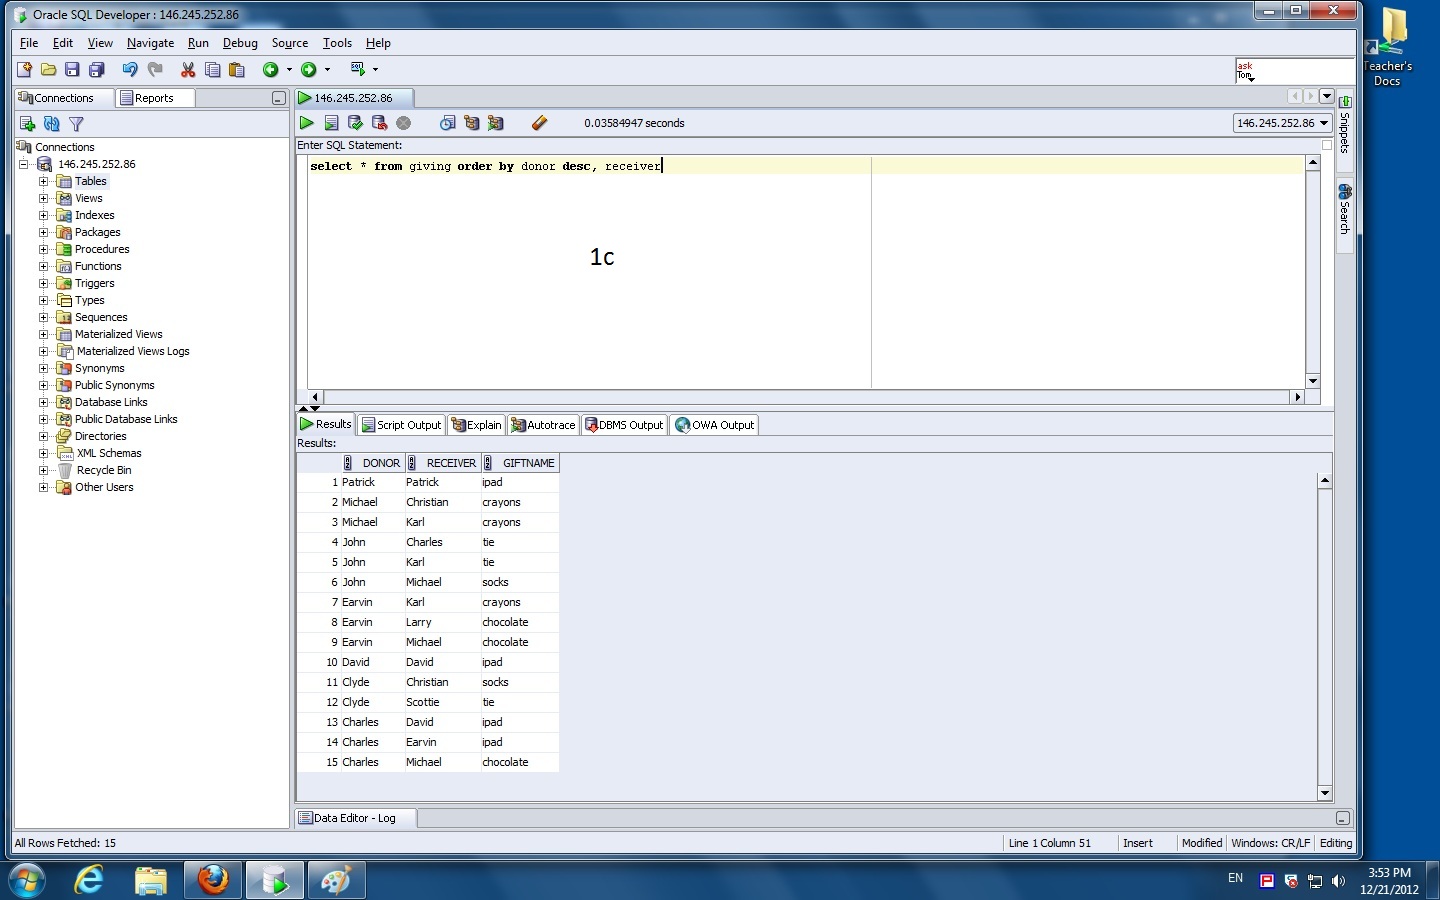 Oracle SQL Developer : 146.245.252.86
File Edit View Navigate Run Debug Source Tools Help
ask
Tom
Teacher's
Docs
Connections Reports
146.245.252.86
0.03584947 seconds
146.245.252.86
Enter SQL Statement:
select * from giving order by donor desc, receiver
1c
Snippets
Search
Connections
146.245.252.86
Tables
Views
Indexes
Packages
Procedures
Functions
Triggers
Types
Sequences
Materialized Views
Materialized Views Logs
Synonyms
Public Synonyms
Database Links
Public Database Links
Directories
XML Schemas
Recycle Bin
Other Users
Results Script Output Explain Autotrace DBMS Output OWA Output
Results:
DONOR RECEIVER GIFTNAME
1 Patrick Patrick ipad
2 Michael Christian crayons
3 Michael Karl crayons
4 John Charles tie
5 John Karl tie
6 John Michael socks
7 Earvin Karl crayons
8 Earvin Larry chocolate
9 Earvin Michael chocolate
10 David David ipad
11 Clyde Christian socks
12 Clyde Scottie tie
13 Charles David ipad
14 Charles Earvin ipad
15 Charles Michael chocolate
Data Editor - Log
All Rows Fetched: 15
Line 1 Column 51 Insert Modified Windows: CR/LF Editing
EN
3:53 PM
12/21/2012